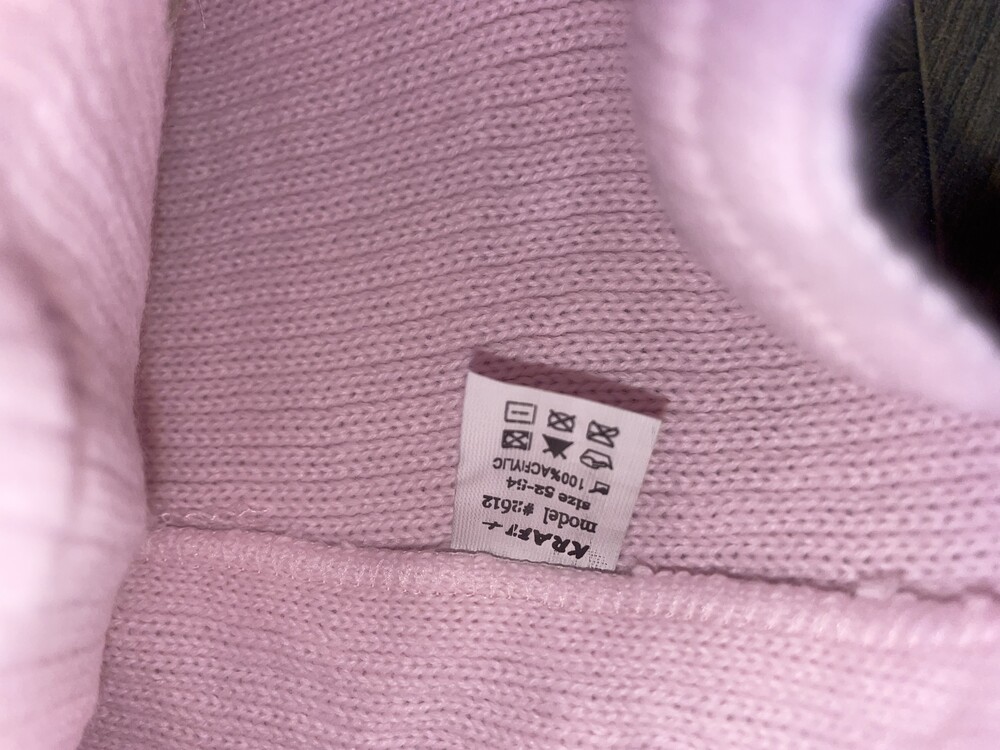 KRAFT+
model #2612
size 52-54
100%ACRYLIC